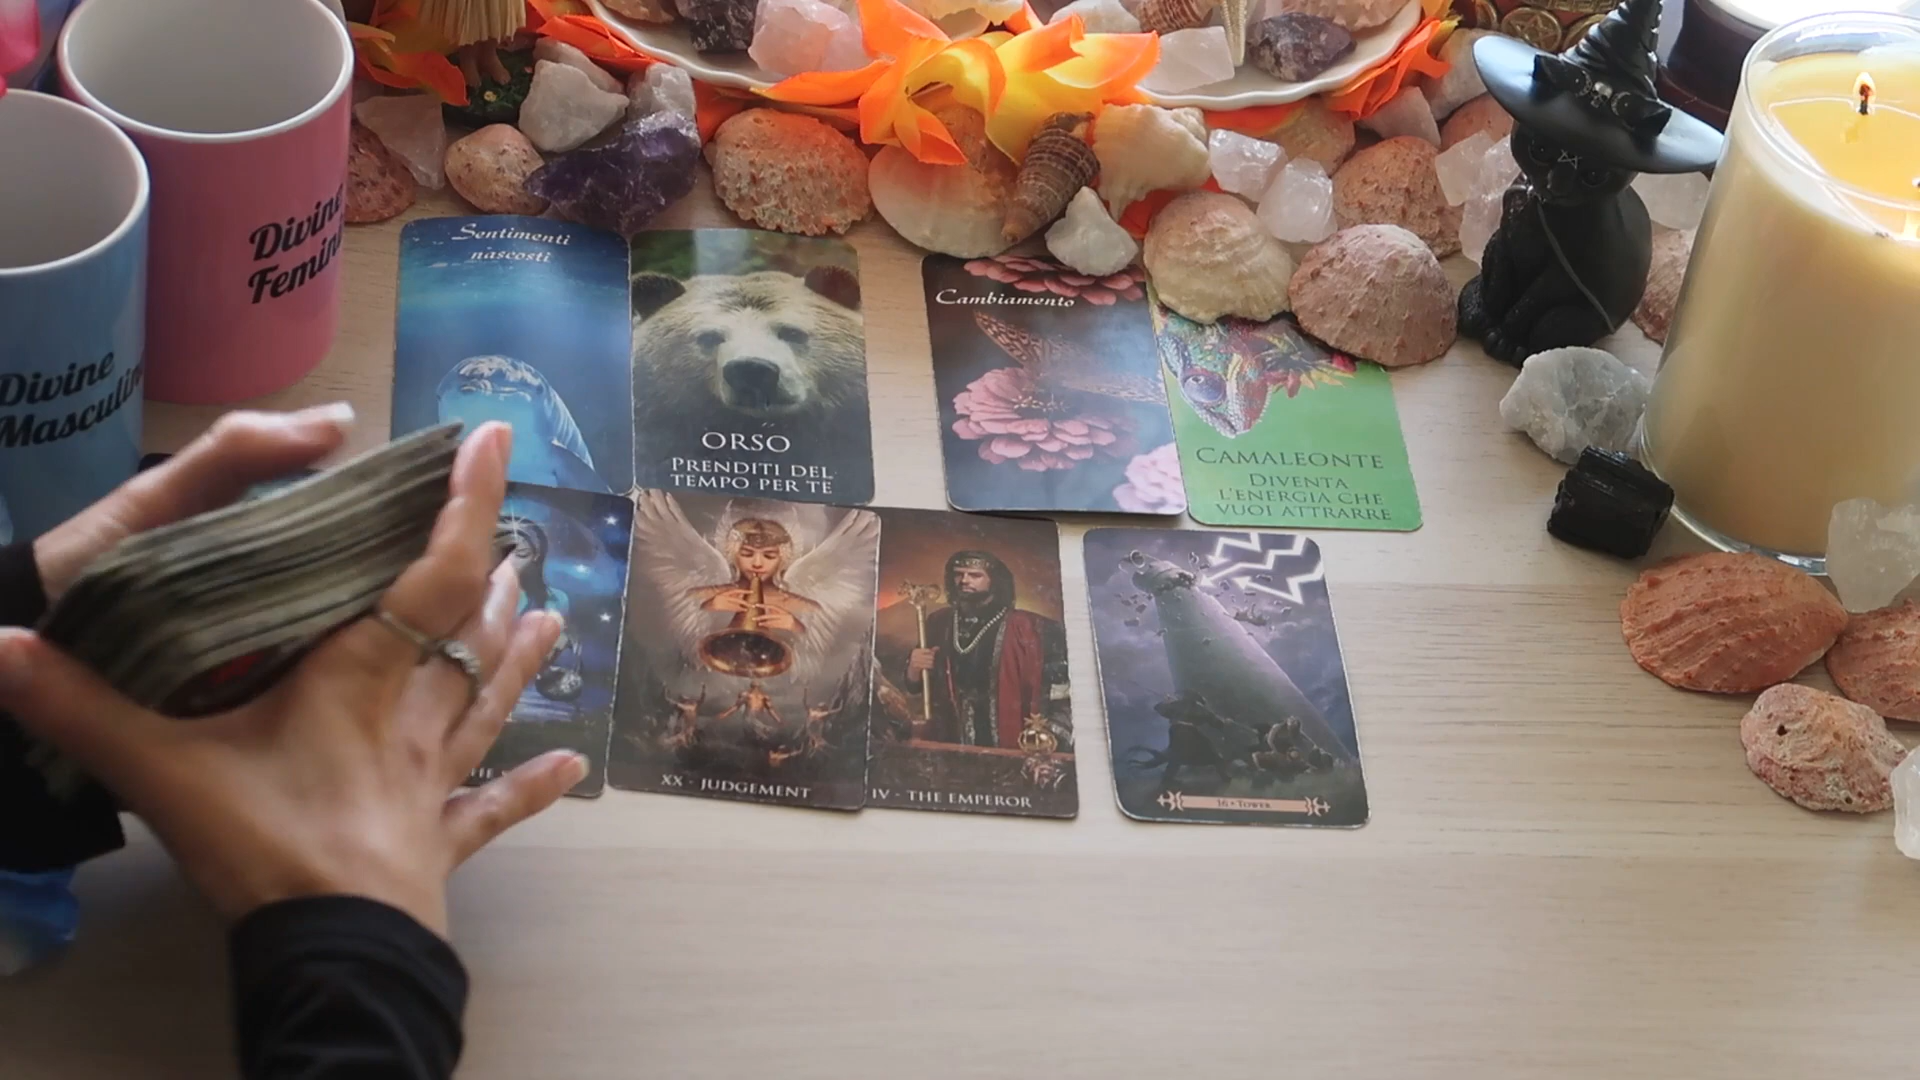 Divine
Feminin
Divine
Masculin
Sentimenti
nascosti
ORSO
PRENDITI DEL
TEMPO PER TE
Cambiamento
CAMALEONTE
DIVENTA
L'ENERGIA CHE
VUOI ATTRARRE
XX - JUDGEMENT
IV - THE EMPEROR
16 • TOWER